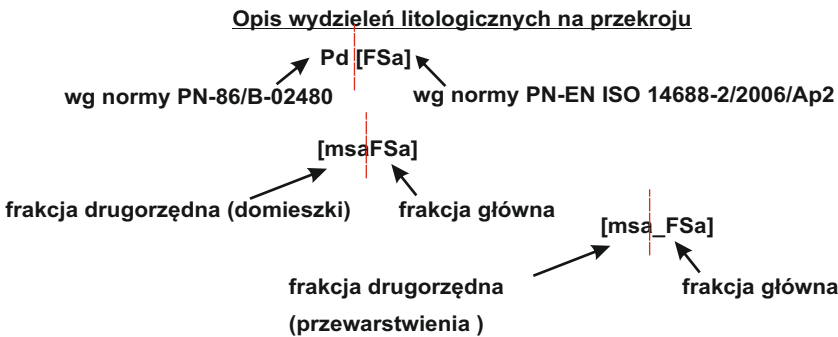 Opis wydzieleń litologicznych na przekroju
Pd [FSa]
wg normy PN-86/B-02480 wg normy PN-EN ISO 14688-2/2006/Ap2
[msaFSa]
frakcja drugorzędna (domieszki) frakcja główna
[msa_FSa]
frakcja drugorzędna frakcja główna
(przewarstwienia )